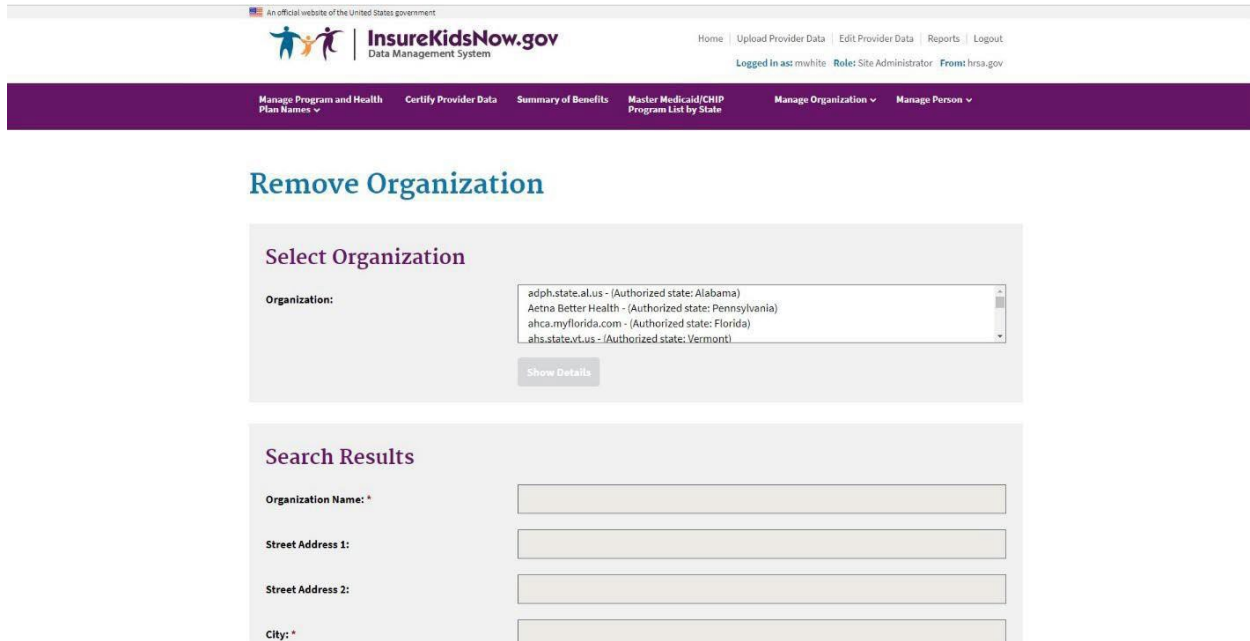 An official website of the United States government
InsureKidsNow.gov
Data Management System
Home | Upload Provider Data | Edit Provider Data | Reports | Logout
Logged in as: mwhite Role: Site Administrator From: hrsa.gov
Manage Program and Health Plan Names
Certify Provider Data
Summary of Benefits
Master Medicaid/CHIP Program List by State
Manage Organization
Manage Person
Remove Organization
Select Organization
Organization:
adph.state.al.us - (Authorized state: Alabama)
Aetna Better Health - (Authorized state: Pennsylvania)
ahca.myflorida.com - (Authorized state: Florida)
ahs.state.vt.us - (Authorized state: Vermont)
Show Details
Search Results
Organization Name: *
Street Address 1:
Street Address 2:
City: *